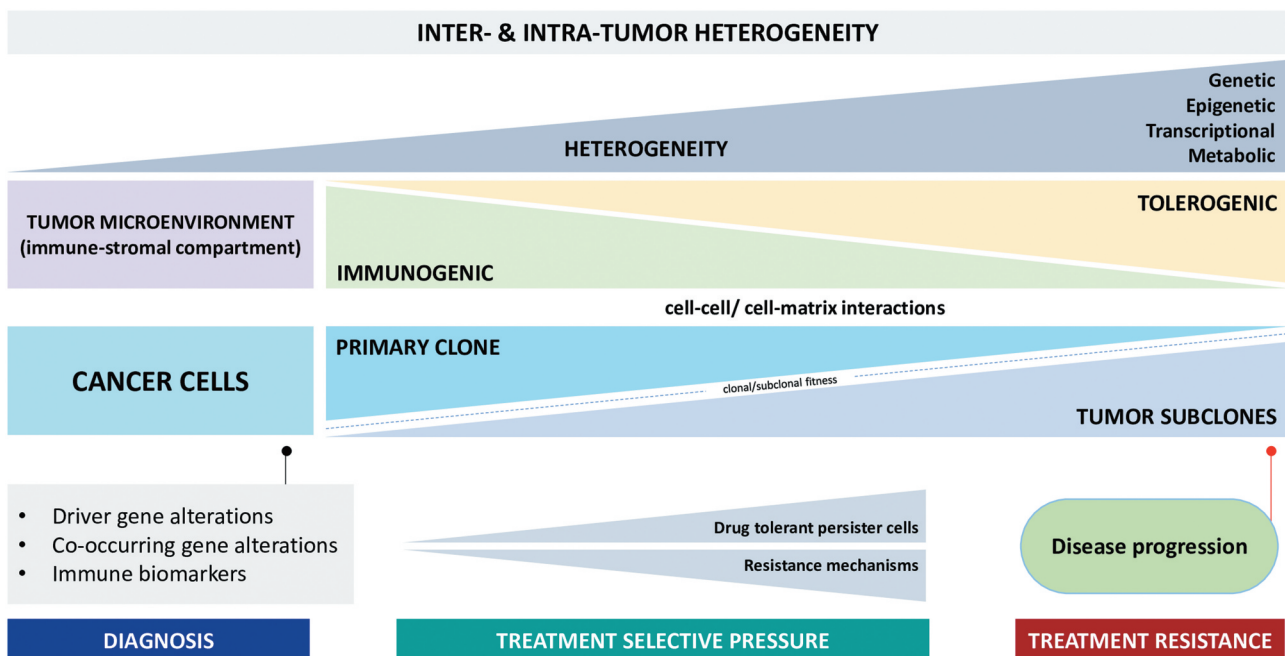 INTER- & INTRA-TUMOR HETEROGENEITY
Genetic
Epigenetic
Transcriptional
Metabolic
HETEROGENEITY
TUMOR MICROENVIRONMENT
(immune-stromal compartment)
TOLEROGENIC
IMMUNOGENIC
cell-cell/ cell-matrix interactions
CANCER CELLS
PRIMARY CLONE
clonal/subclonal fitness
TUMOR SUBCLONES
• Driver gene alterations
• Co-occurring gene alterations
• Immune biomarkers
Drug tolerant persister cells
Resistance mechanisms
Disease progression
DIAGNOSIS
TREATMENT SELECTIVE PRESSURE
TREATMENT RESISTANCE